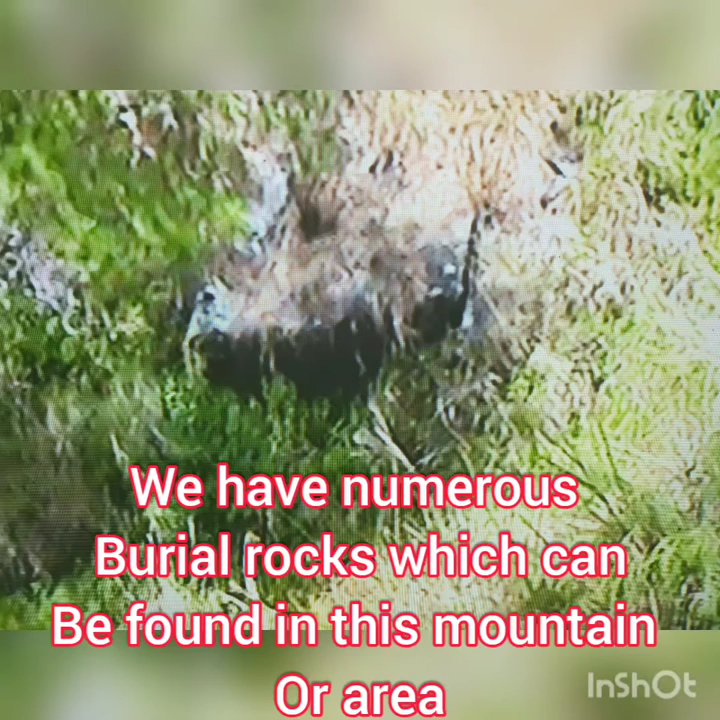 We have numerous
Burial rocks which can
Be found in this mountain
Or area
InShOt